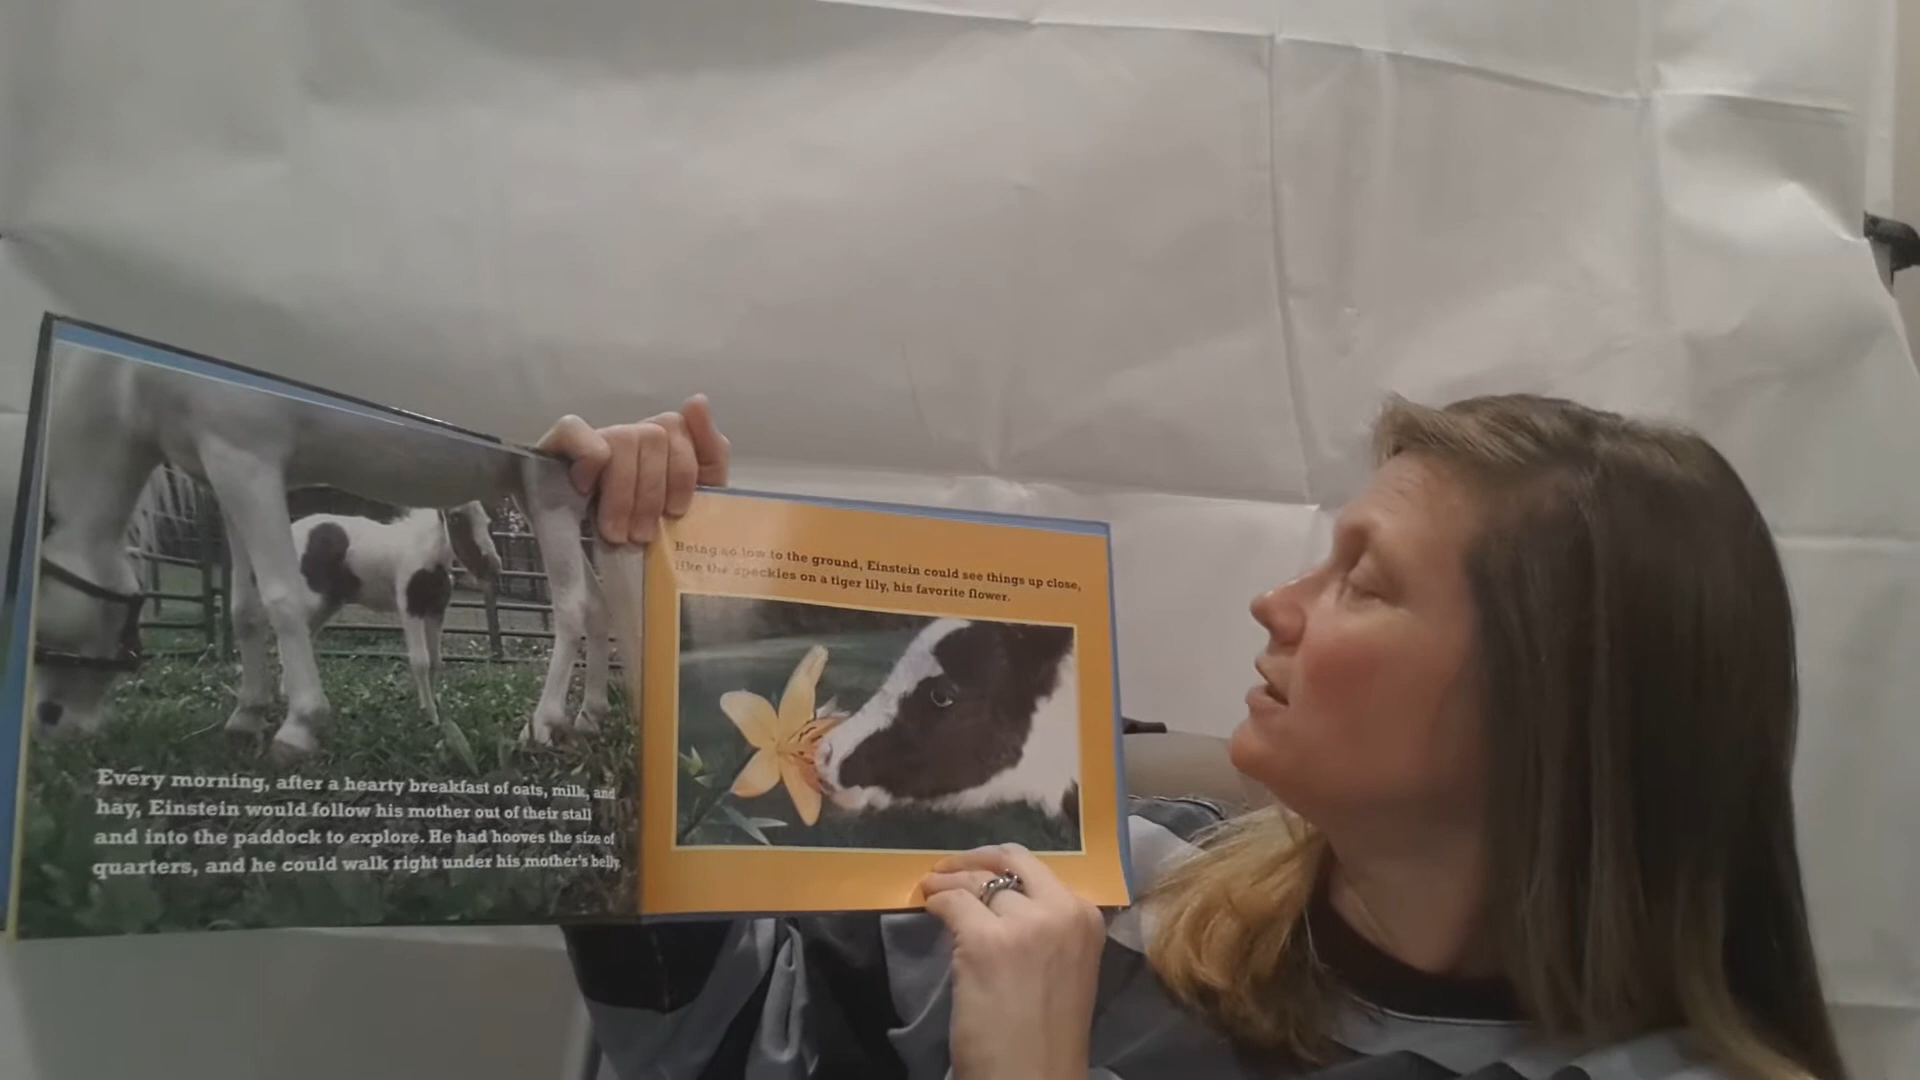 Every morning, after a hearty breakfast of oats, milk, and
hay, Einstein would follow his mother out of their stall
and into the paddock to explore. He had hooves the size of
quarters, and he could walk right under his mother's belly.
Being so low to the ground, Einstein could see things up close,
like the speckles on a tiger lily, his favorite flower.